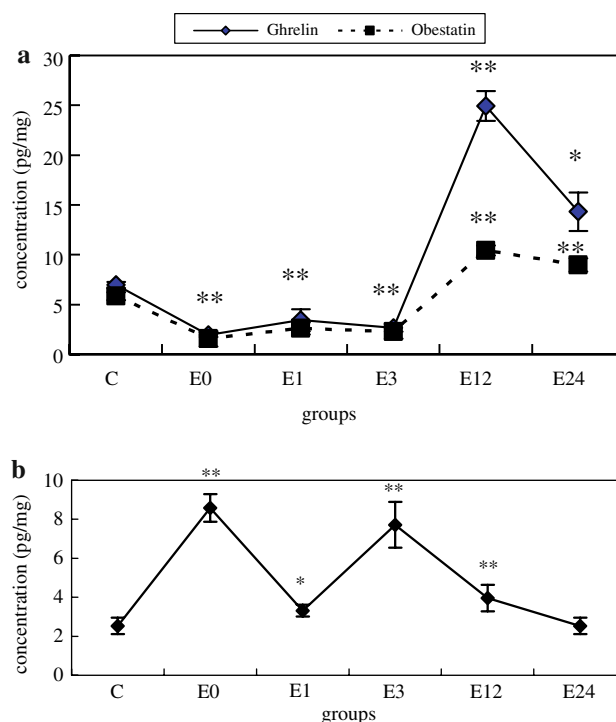 Ghrelin Obestatin
a
**
30
25
*
20
**
15
**
10
** ** **
5
0
C E0 E1 E3 E12 E24
groups
concentration (pg/mg)
b
10
** **
8
6
* **
4
2
0
C E0 E1 E3 E12 E24
groups
concentration (pg/mg)